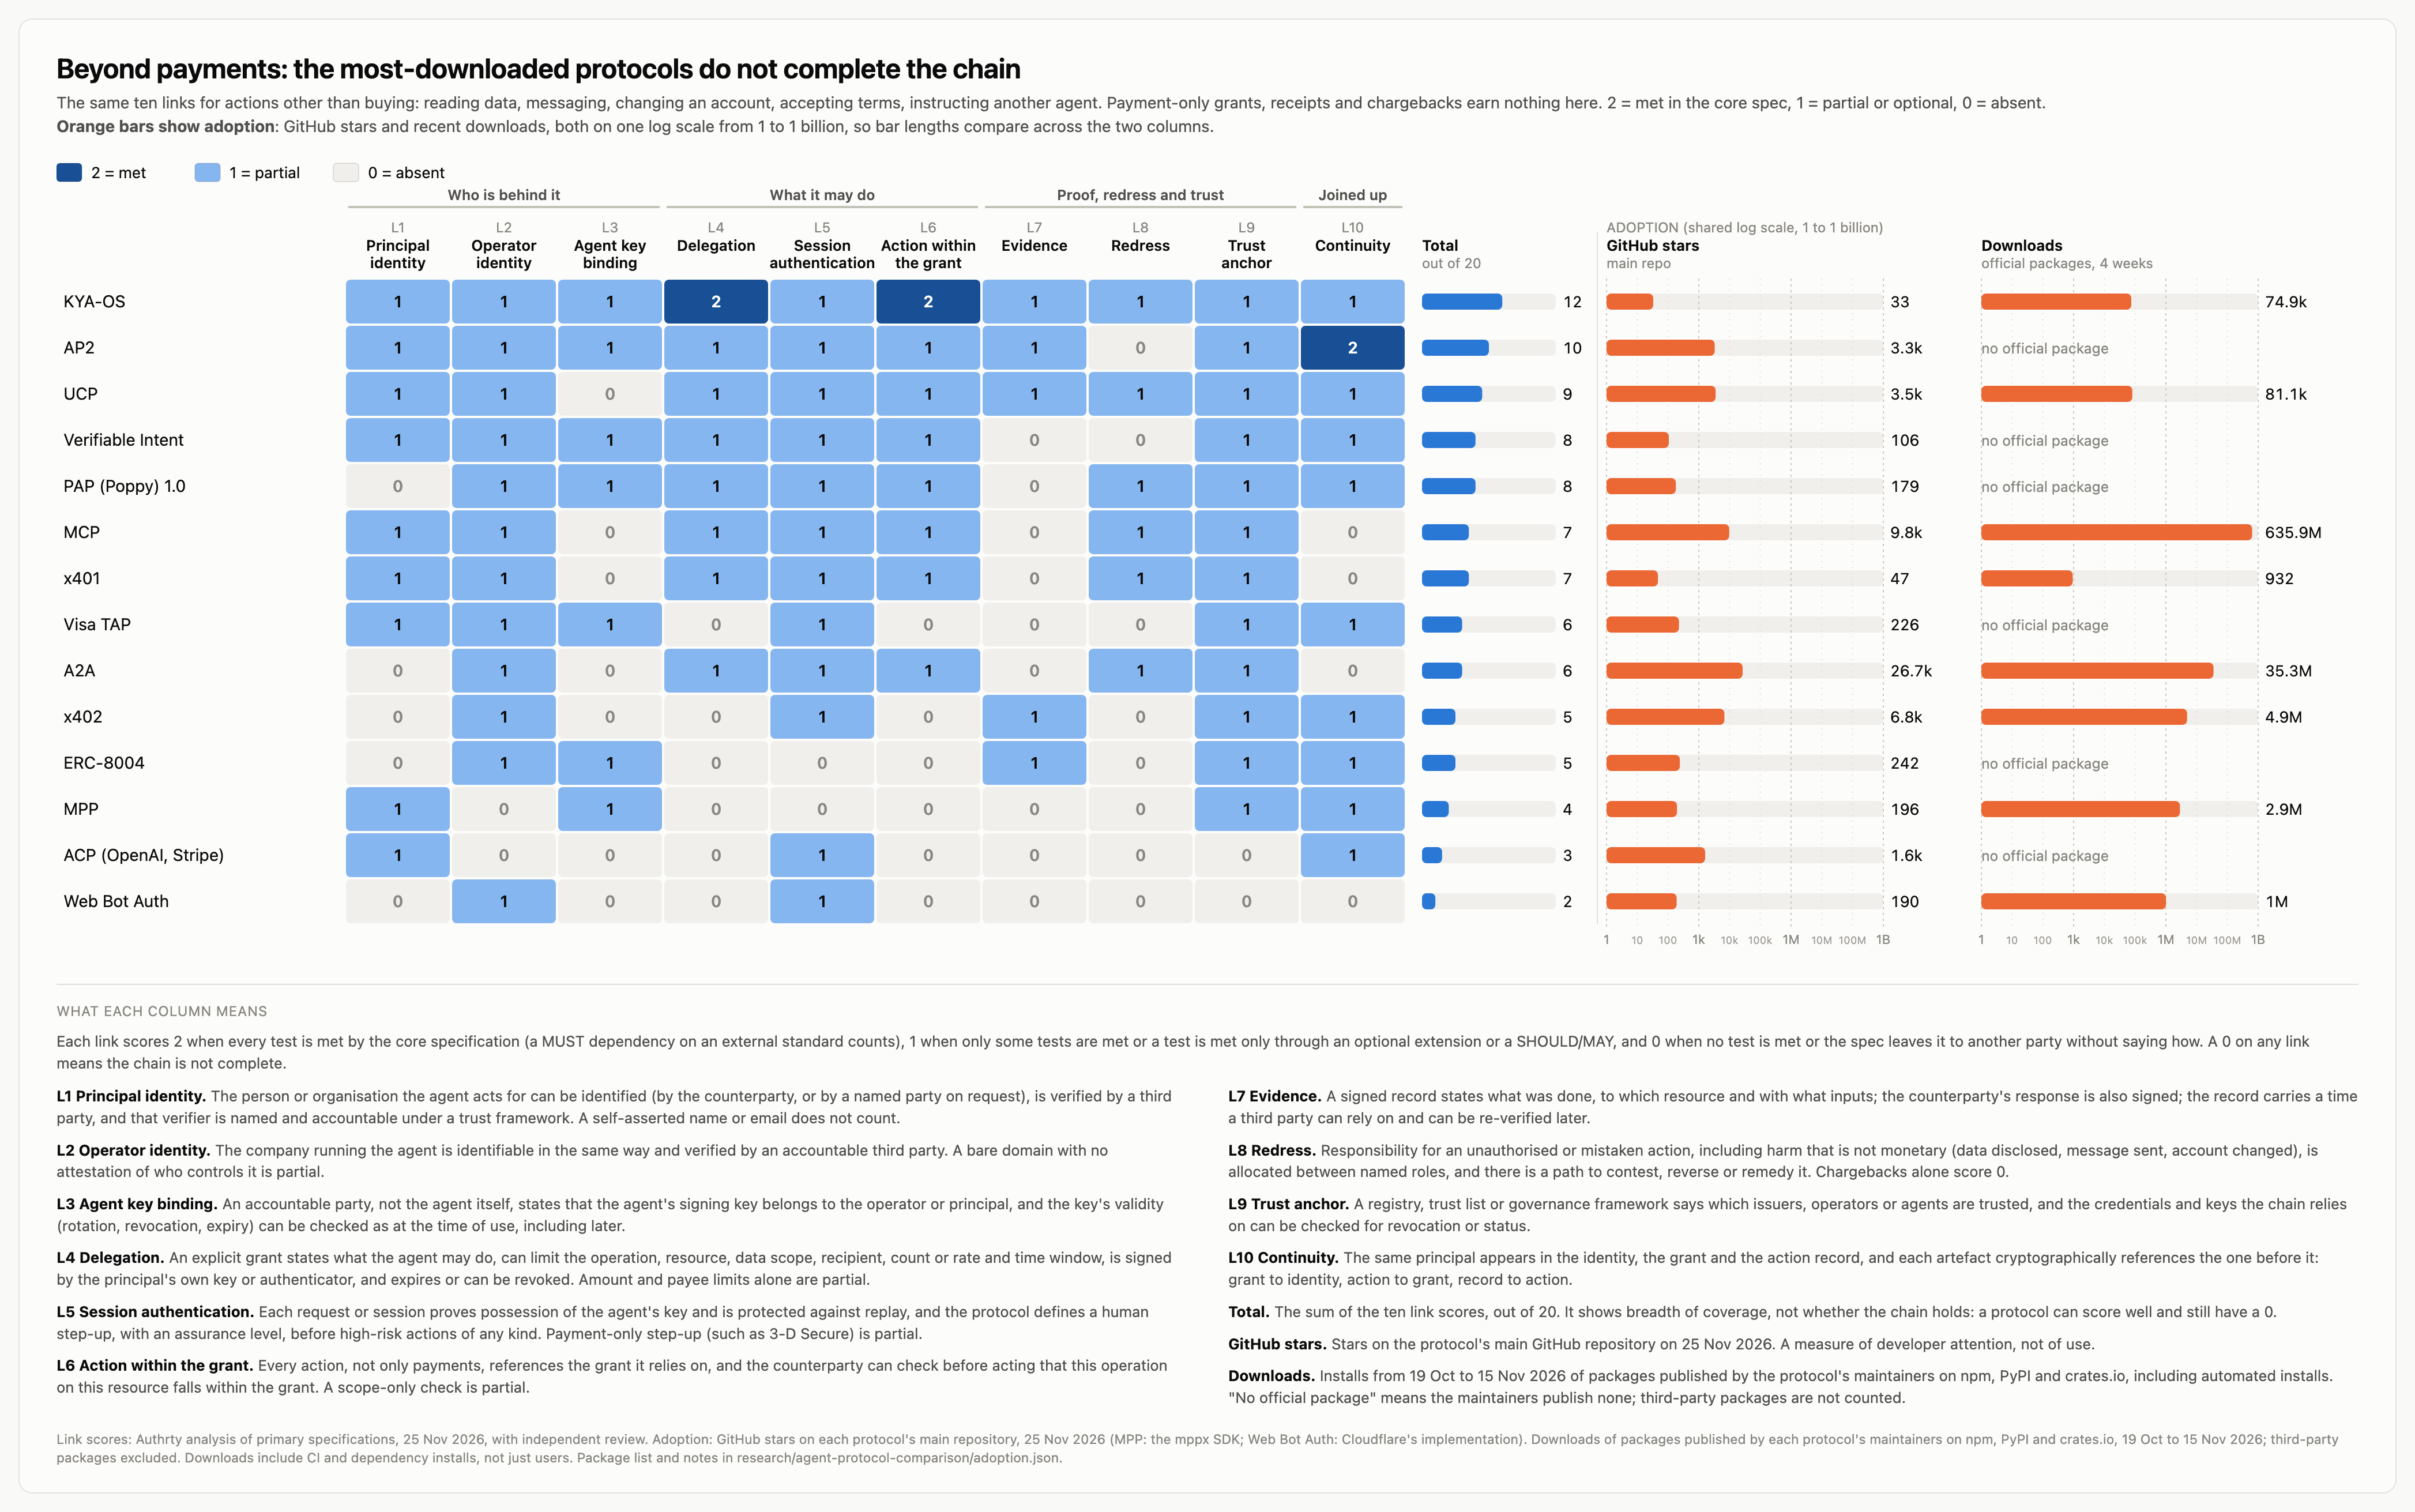 Beyond payments: the most-downloaded protocols do not complete the chain
The same ten links for actions other than buying: reading data, messaging, changing an account, accepting terms, instructing another agent. Payment-only grants, receipts and chargebacks earn nothing here. 2 = met in the core spec, 1 = partial or optional, 0 = absent.
Orange bars show adoption: GitHub stars and recent downloads, both on one log scale from 1 to 1 billion, so bar lengths compare across the two columns.
2 = met 1 = partial 0 = absent
Who is behind it What it may do Proof, redress and trust Joined up
L1 L2 L3 L4 L5 L6 L7 L8 L9 L10 ADOPTION (shared log scale, 1 to 1 billion)
Principal Operator Agent key Delegation Session Action within Evidence Redress Trust Continuity Total GitHub stars Downloads
identity identity binding authentication the grant anchor out of 20 main repo official packages, 4 weeks
KYA-OS 1 1 1 2 1 2 1 1 1 1 12 33 74.9k
AP2 1 1 1 1 1 1 1 0 1 2 10 3.3k no official package
UCP 1 1 0 1 1 1 1 1 1 1 9 3.5k 81.1k
Verifiable Intent 1 1 1 1 1 1 0 0 1 1 8 106 no official package
PAP (Poppy) 1.0 0 1 1 1 1 1 0 1 1 1 8 179 no official package
MCP 1 1 0 1 1 1 0 1 1 0 7 9.8k 635.9M
x401 1 1 0 1 1 1 0 1 1 0 7 47 932
Visa TAP 1 1 1 0 1 0 0 0 1 1 6 226 no official package
A2A 0 1 0 1 1 1 0 1 1 0 6 26.7k 35.3M
x402 0 1 0 0 1 0 1 0 1 1 5 6.8k 4.9M
ERC-8004 0 1 1 0 0 0 1 0 1 1 5 242 no official package
MPP 1 0 1 0 0 0 0 0 1 1 4 196 2.9M
ACP (OpenAI, Stripe) 1 0 0 0 1 0 0 0 0 1 3 1.6k no official package
Web Bot Auth 0 1 0 0 1 0 0 0 0 0 2 190 1M
1 10 100 1k 10k 100k 1M 10M 100M 1B 1 10 100 1k 10k 100k 1M 10M 100M 1B
WHAT EACH COLUMN MEANS
Each link scores 2 when every test is met by the core specification (a MUST dependency on an external standard counts), 1 when only some tests are met or a test is met only through an optional extension or a SHOULD/MAY, and 0 when no test is met or the spec leaves it to another party without saying how. A 0 on any link
means the chain is not complete.
L1 Principal identity. The person or organisation the agent acts for can be identified (by the counterparty, or by a named party on request), is verified by a third
party, and that verifier is named and accountable under a trust framework. A self-asserted name or email does not count.
L2 Operator identity. The company running the agent is identifiable in the same way and verified by an accountable third party. A bare domain with no
attestation of who controls it is partial.
L3 Agent key binding. An accountable party, not the agent itself, states that the agent's signing key belongs to the operator or principal, and the key's validity
(rotation, revocation, expiry) can be checked as at the time of use, including later.
L4 Delegation. An explicit grant states what the agent may do, can limit the operation, resource, data scope, recipient, count or rate and time window, is signed
by the principal's own key or authenticator, and expires or can be revoked. Amount and payee limits alone are partial.
L5 Session authentication. Each request or session proves possession of the agent's key and is protected against replay, and the protocol defines a human
step-up, with an assurance level, before high-risk actions of any kind. Payment-only step-up (such as 3-D Secure) is partial.
L6 Action within the grant. Every action, not only payments, references the grant it relies on, and the counterparty can check before acting that this operation
on this resource falls within the grant. A scope-only check is partial.
L7 Evidence. A signed record states what was done, to which resource and with what inputs; the counterparty's response is also signed; the record carries a time
a third party can rely on and can be re-verified later.
L8 Redress. Responsibility for an unauthorised or mistaken action, including harm that is not monetary (data disclosed, message sent, account changed), is
allocated between named roles, and there is a path to contest, reverse or remedy it. Chargebacks alone score 0.
L9 Trust anchor. A registry, trust list or governance framework says which issuers, operators or agents are trusted, and the credentials and keys the chain relies
on can be checked for revocation or status.
L10 Continuity. The same principal appears in the identity, the grant and the action record, and each artefact cryptographically references the one before it:
grant to identity, action to grant, record to action.
Total. The sum of the ten link scores, out of 20. It shows breadth of coverage, not whether the chain holds: a protocol can score well and still have a 0.
GitHub stars. Stars on the protocol's main GitHub repository on 25 Nov 2026. A measure of developer attention, not of use.
Downloads. Installs from 19 Oct to 15 Nov 2026 of packages published by the protocol's maintainers on npm, PyPI and crates.io, including automated installs.
"No official package" means the maintainers publish none; third-party packages are not counted.
Link scores: Authrty analysis of primary specifications, 25 Nov 2026, with independent review. Adoption: GitHub stars on each protocol's main repository, 25 Nov 2026 (MPP: the mppx SDK; Web Bot Auth: Cloudflare's implementation). Downloads of packages published by each protocol's maintainers on npm, PyPI and crates.io, 19 Oct to 15 Nov 2026; third-party
packages excluded. Downloads include CI and dependency installs, not just users. Package list and notes in research/agent-protocol-comparison/adoption.json.